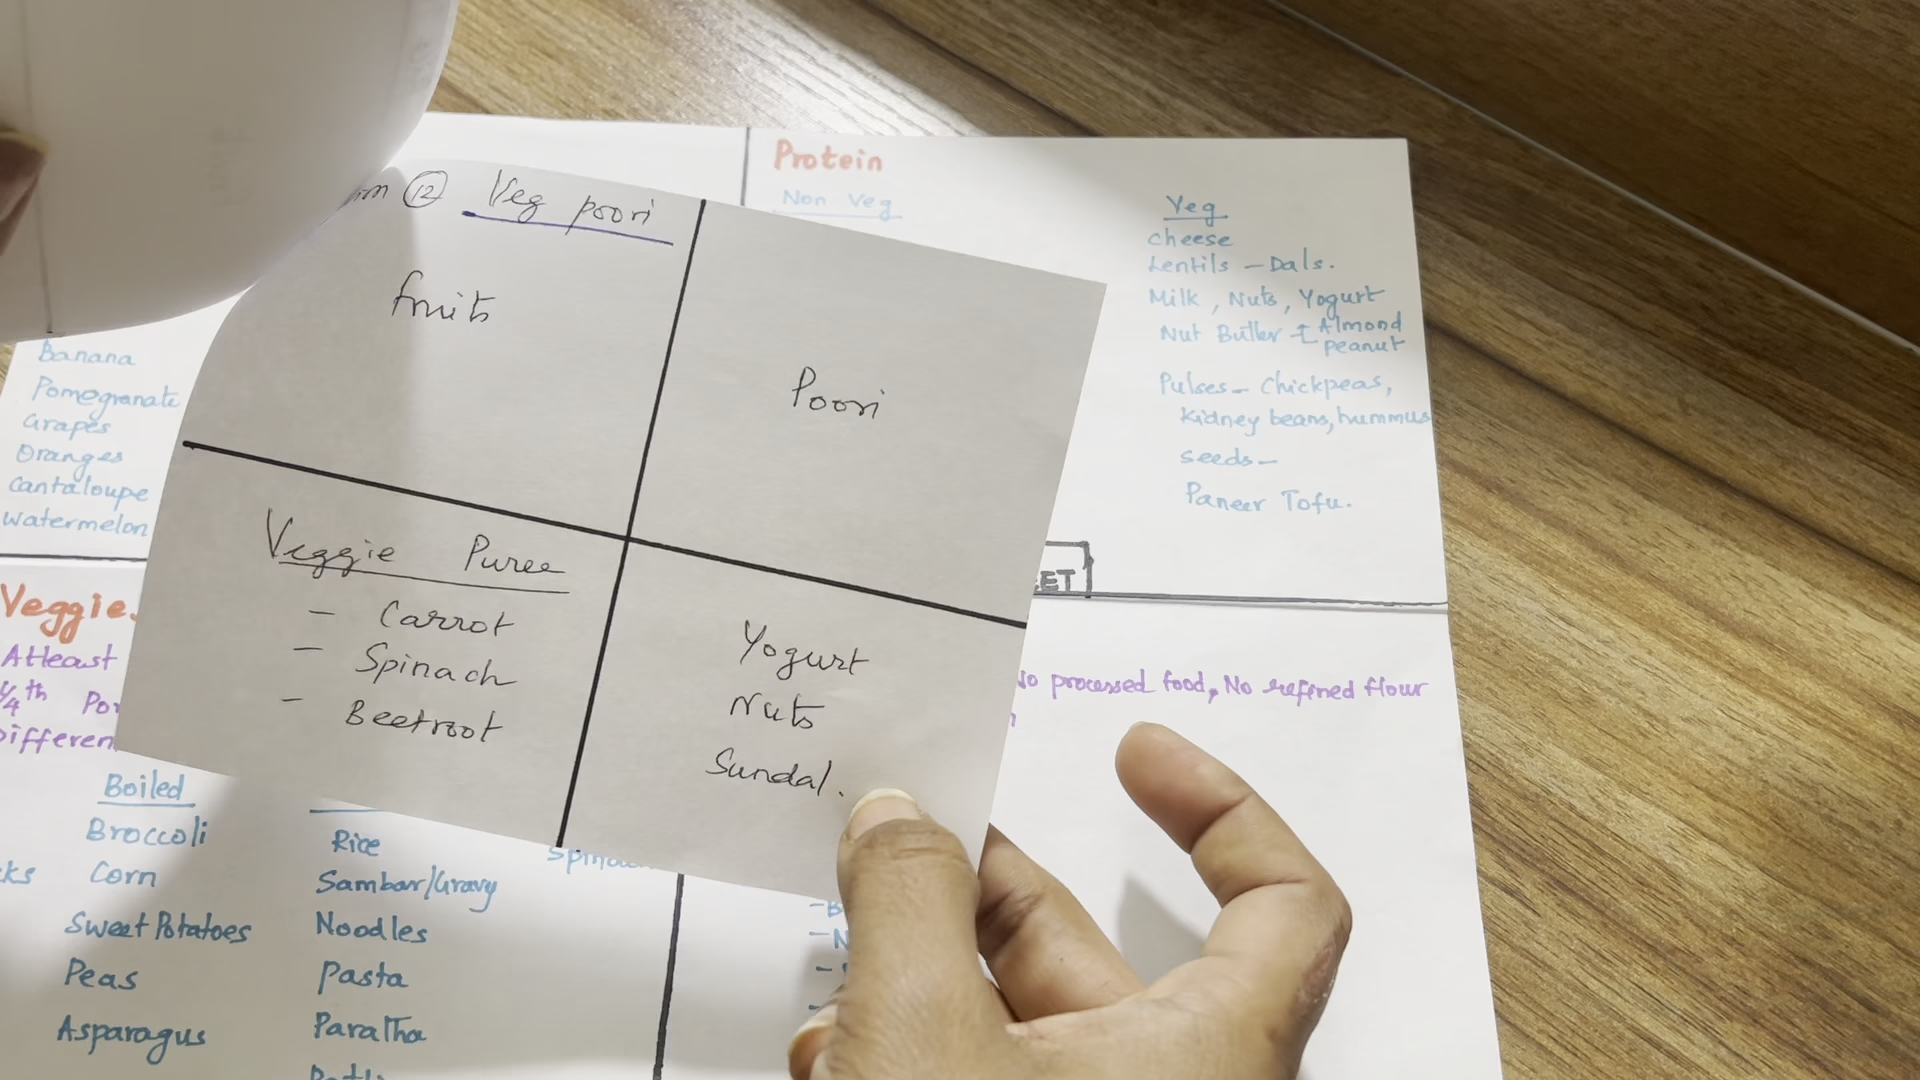 12 Veg poori
fruits
Poori
Veggie Puree
- Carrot
- Spinach
- Beetroot
Yogurt
Nuts
Sundal.
Protein
Non Veg
Veg
cheese
Lentils - Dals.
Milk, Nuts, Yogurt
Nut Butter - Almond
peanut
Pulses - Chickpeas,
Kidney beans, hummus
seeds -
Paneer Tofu.
Banana
Pomegranate
Grapes
Oranges
Cantaloupe
Watermelon
Veggie
Atleast
1/4th
Boiled
Broccoli
Corn
Sweet Potatoes
Peas
Asparagus
Rice
Sambar/Gravy
Noodles
Pasta
Paratha
processed food, No refined flour